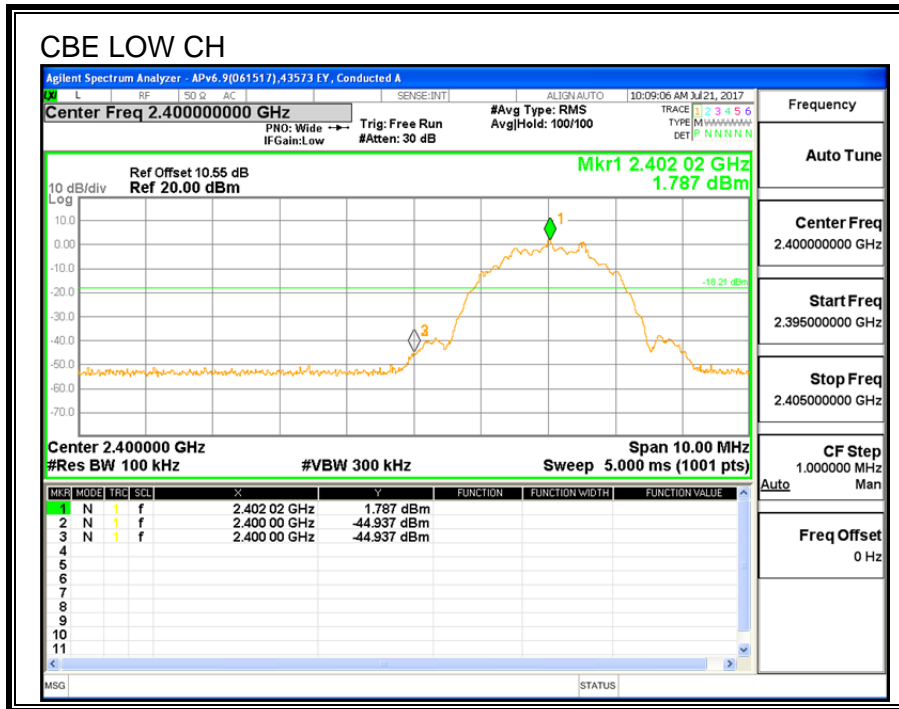 CBE LOW CH
Agilent Spectrum Analyzer - APv6.9(061517),43573 EY, Conducted A
LXI L RF 50 Ω AC SENSE:INT ALIGN AUTO 10:09:06 AM Jul 21, 2017
Center Freq 2.400000000 GHz
PNO: Wide
IFGain:Low
Trig: Free Run
#Atten: 30 dB
#Avg Type: RMS
Avg|Hold: 100/100
TRACE 1 2 3 4 5 6
TYPE M WWWWW
DET P N N N N N
Ref Offset 10.55 dB
10 dB/div Ref 20.00 dBm
Log
Mkr1 2.402 02 GHz
1.787 dBm
10.0
0.00
-10.0
-20.0
-30.0
-40.0
-50.0
-60.0
-70.0
1
-18.21 dBm
3
Center 2.400000 GHz Span 10.00 MHz
#Res BW 100 kHz #VBW 300 kHz Sweep 5.000 ms (1001 pts)
MKR MODE TRC SCL X Y FUNCTION FUNCTION WIDTH FUNCTION VALUE
1 N 1 f 2.402 02 GHz 1.787 dBm
2 N 1 f 2.400 00 GHz -44.937 dBm
3 N 1 f 2.400 00 GHz -44.937 dBm
4
5
6
7
8
9
10
11
MSG STATUS
Frequency
Auto Tune
Center Freq
2.400000000 GHz
Start Freq
2.395000000 GHz
Stop Freq
2.405000000 GHz
CF Step
1.000000 MHz
Auto Man
Freq Offset
0 Hz